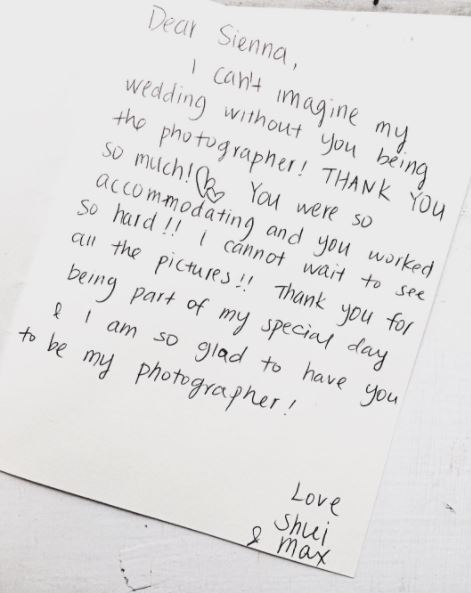 Dear Sienna,
I can't imagine my
wedding without you being
the photographer! THANK YOU
so much! You were so
accommodating and you worked
so hard!! I cannot wait to see
all the pictures!! Thank you for
being part of my special day
& I am so glad to have you
to be my photographer!
Love
Shui
& Max